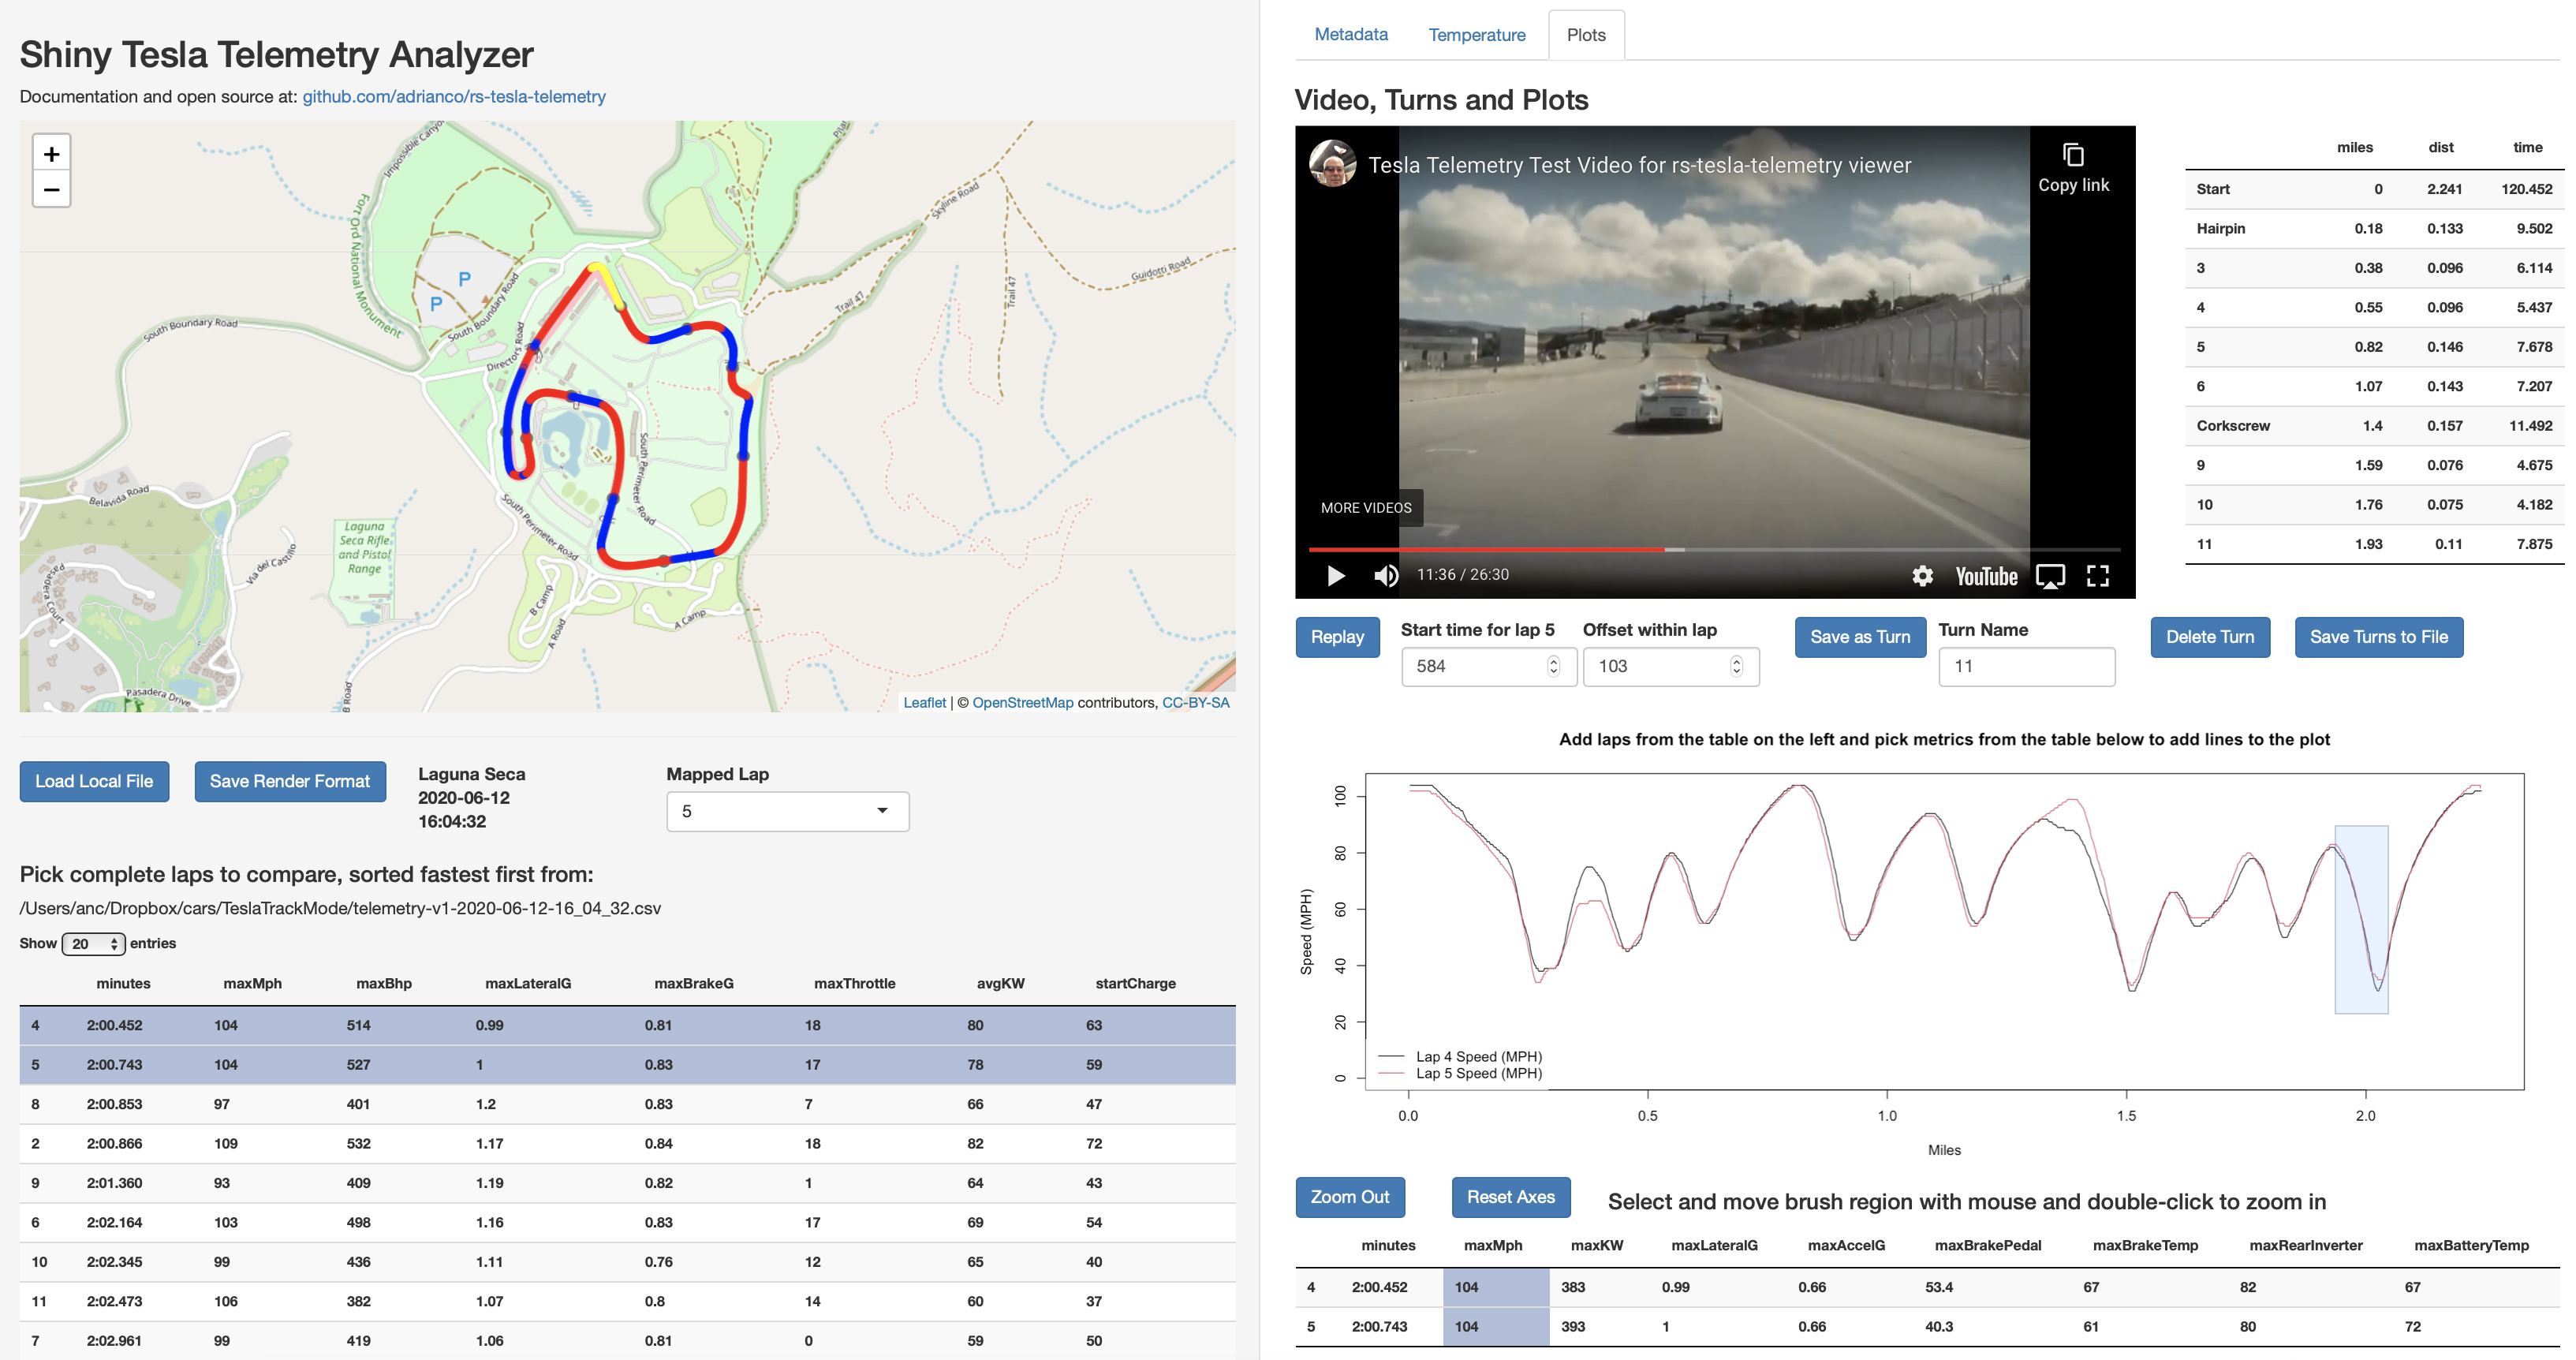 Shiny Tesla Telemetry Analyzer
Documentation and open source at: github.com/adrianco/rs-tesla-telemetry
+
−
Impossible Canyon
Pilar
Fort Ord National Monument
P
P
South Boundary Road
South Boundary Road
Directors Road
Skyline Road
Guidotti Road
Trail 47
Trail 47
South Perimeter Road
South Perimeter Road
Belavida Road
Laguna
Seca Rifle
and Pistol
Range
Via del Castillo
B Camp
A Camp
A Road
B Road
Pasadera Court
Pasadera Drive
Leaflet | © OpenStreetMap contributors, CC-BY-SA
Load Local File
Save Render Format
Laguna Seca
2020-06-12
16:04:32
Mapped Lap
5
Pick complete laps to compare, sorted fastest first from:
/Users/anc/Dropbox/cars/TeslaTrackMode/telemetry-v1-2020-06-12-16_04_32.csv
Show 20 entries
minutes maxMph maxBhp maxLateralG maxBrakeG maxThrottle avgKW startCharge
4 2:00.452 104 514 0.99 0.81 18 80 63
5 2:00.743 104 527 1 0.83 17 78 59
8 2:00.853 97 401 1.2 0.83 7 66 47
2 2:00.866 109 532 1.17 0.84 18 82 72
9 2:01.360 93 409 1.19 0.82 1 64 43
6 2:02.164 103 498 1.16 0.83 17 69 54
10 2:02.345 99 436 1.11 0.76 12 65 40
11 2:02.473 106 382 1.07 0.8 14 60 37
7 2:02.961 99 419 1.06 0.81 0 59 50
Metadata
Temperature
Plots
Video, Turns and Plots
Tesla Telemetry Test Video for rs-tesla-telemetry viewer
Copy link
MORE VIDEOS
11:36 / 26:30
YouTube
miles dist time
Start 0 2.241 120.452
Hairpin 0.18 0.133 9.502
3 0.38 0.096 6.114
4 0.55 0.096 5.437
5 0.82 0.146 7.678
6 1.07 0.143 7.207
Corkscrew 1.4 0.157 11.492
9 1.59 0.076 4.675
10 1.76 0.075 4.182
11 1.93 0.11 7.875
Replay
Start time for lap 5
584
Offset within lap
103
Save as Turn
Turn Name
11
Delete Turn
Save Turns to File
Add laps from the table on the left and pick metrics from the table below to add lines to the plot
Speed (MPH)
100
80
60
40
20
0
Lap 4 Speed (MPH)
Lap 5 Speed (MPH)
0.0 0.5 1.0 1.5 2.0
Miles
Zoom Out
Reset Axes
Select and move brush region with mouse and double-click to zoom in
minutes maxMph maxKW maxLateralG maxAccelG maxBrakePedal maxBrakeTemp maxRearInverter maxBatteryTemp
4 2:00.452 104 383 0.99 0.66 53.4 67 82 67
5 2:00.743 104 393 1 0.66 40.3 61 80 72